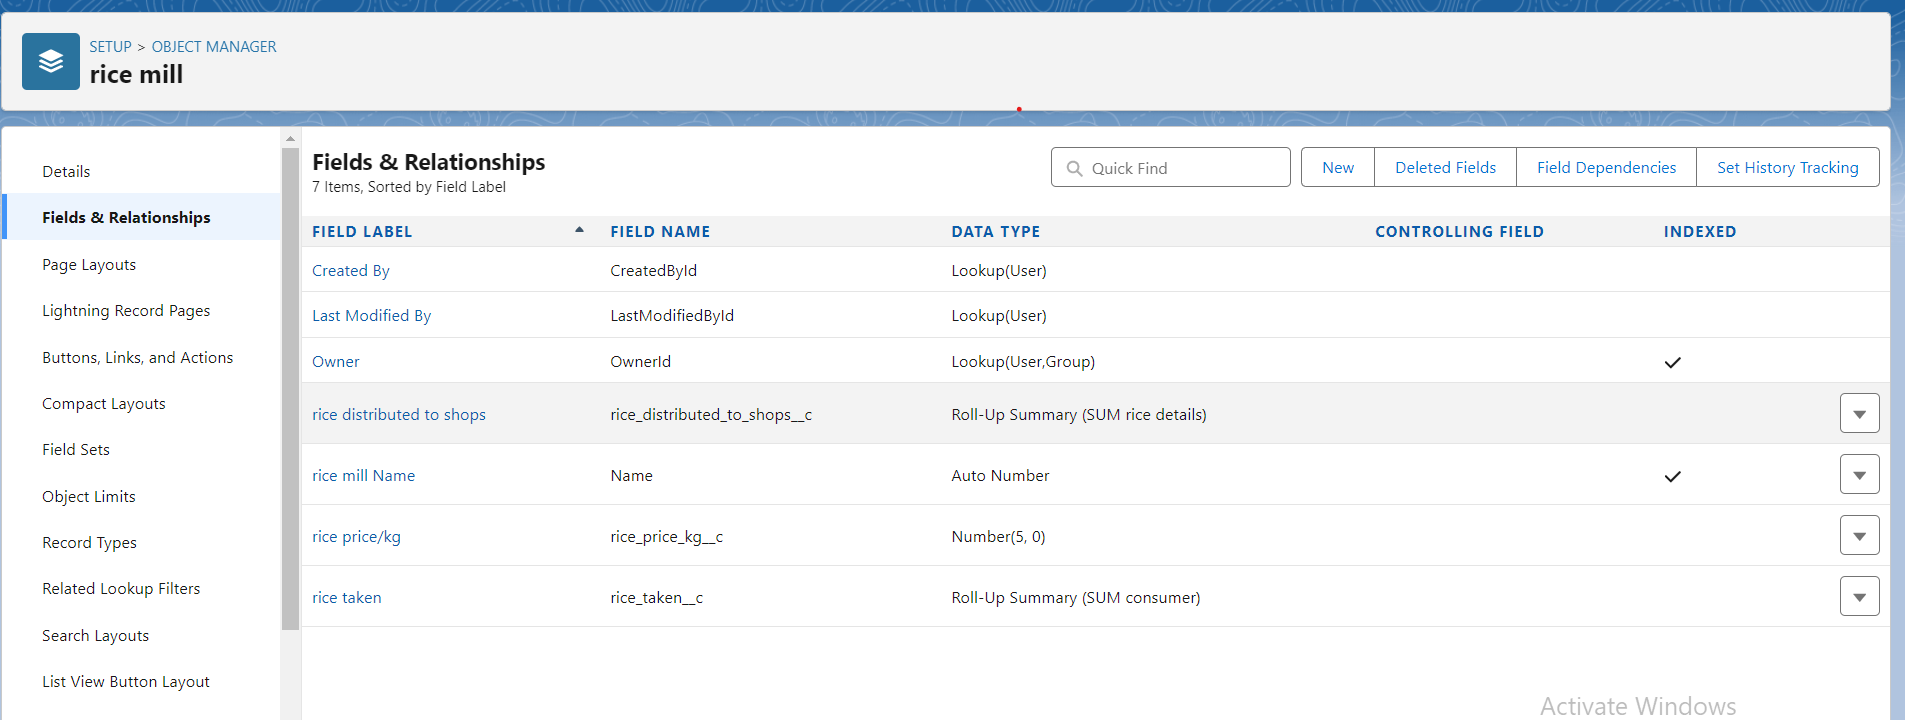 SETUP > OBJECT MANAGER
rice mill
Details
Fields & Relationships
Page Layouts
Lightning Record Pages
Buttons, Links, and Actions
Compact Layouts
Field Sets
Object Limits
Record Types
Related Lookup Filters
Search Layouts
List View Button Layout
Fields & Relationships
7 Items, Sorted by Field Label
Quick Find
New
Deleted Fields
Field Dependencies
Set History Tracking
FIELD LABEL FIELD NAME DATA TYPE CONTROLLING FIELD INDEXED
Created By CreatedById Lookup(User)
Last Modified By LastModifiedById Lookup(User)
Owner OwnerId Lookup(User,Group)
rice distributed to shops rice_distributed_to_shops__c Roll-Up Summary (SUM rice details)
rice mill Name Name Auto Number
rice price/kg rice_price_kg__c Number(5, 0)
rice taken rice_taken__c Roll-Up Summary (SUM consumer)
Activate Windows